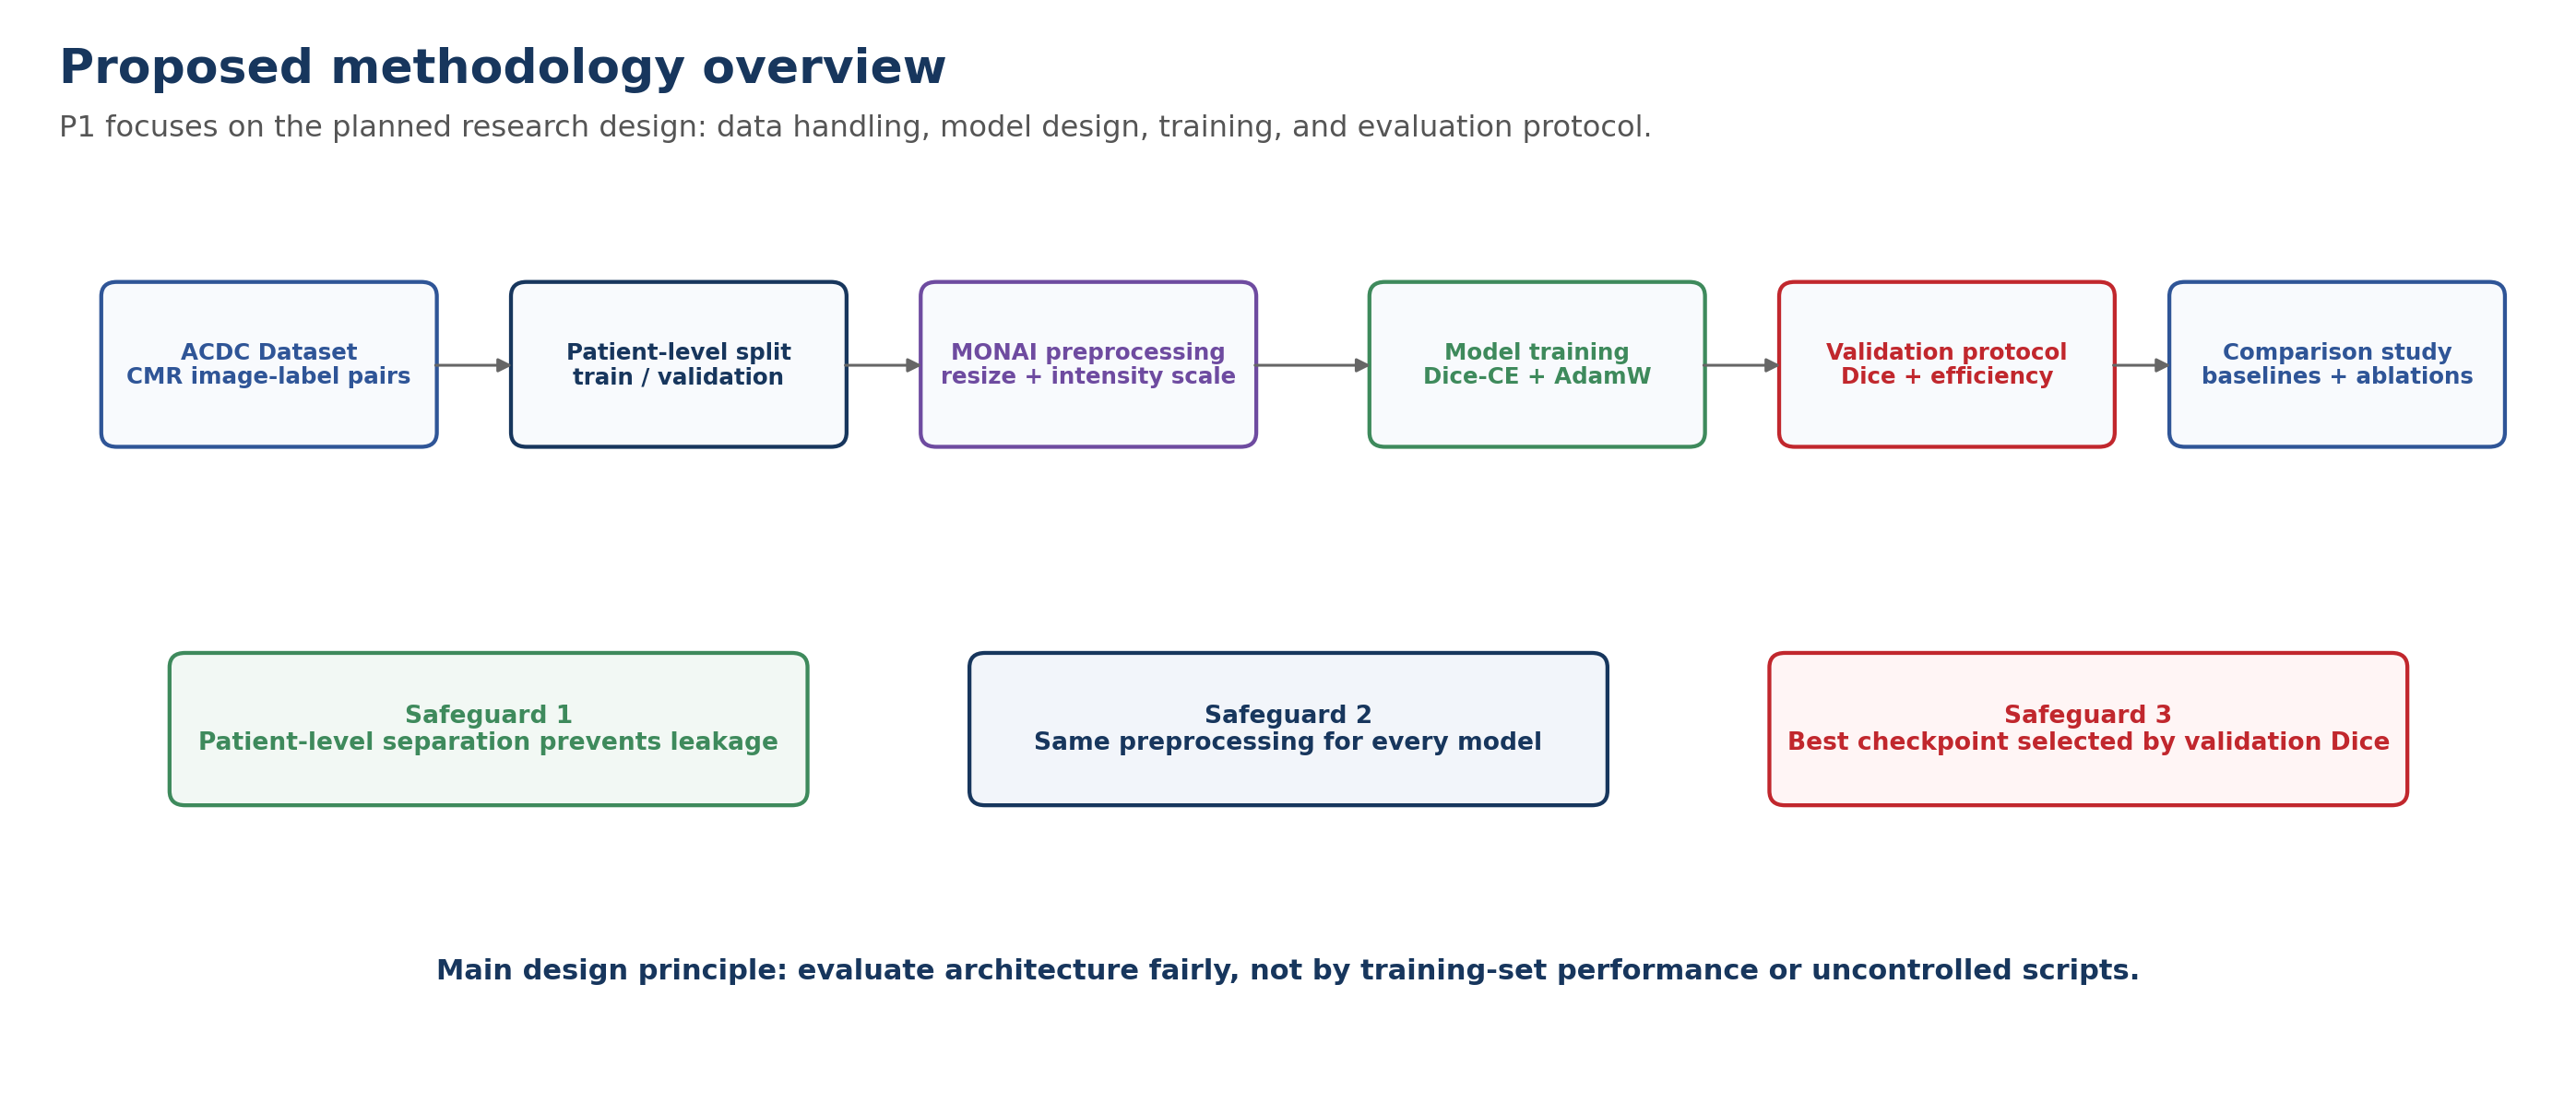 Proposed methodology overview
P1 focuses on the planned research design: data handling, model design, training, and evaluation protocol.
ACDC Dataset
CMR image-label pairs
Patient-level split
train / validation
MONAI preprocessing
resize + intensity scale
Model training
Dice-CE + AdamW
Validation protocol
Dice + efficiency
Comparison study
baselines + ablations
Safeguard 1
Patient-level separation prevents leakage
Safeguard 2
Same preprocessing for every model
Safeguard 3
Best checkpoint selected by validation Dice
Main design principle: evaluate architecture fairly, not by training-set performance or uncontrolled scripts.